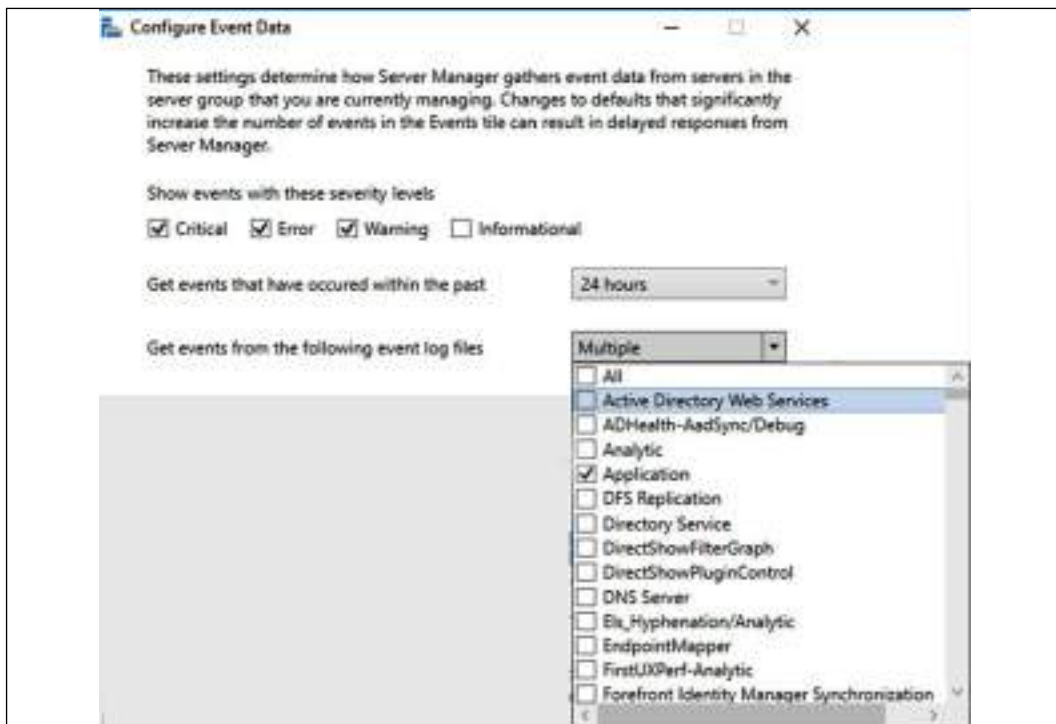 Configure Event Data
These settings determine how Server Manager gathers event data from servers in the
server group that you are currently managing. Changes to defaults that significantly
increase the number of events in the Events tile can result in delayed responses from
Server Manager.
Show events with these severity levels
Critical Error Warning Informational
Get events that have occured within the past 24 hours
Get events from the following event log files Multiple
All
Active Directory Web Services
ADHealth-AadSync/Debug
Analytic
Application
DFS Replication
Directory Service
DirectShowFilterGraph
DirectShowPluginControl
DNS Server
Els_Hyphenation/Analytic
EndpointMapper
FirstUXPerf-Analytic
Forefront Identity Manager Synchronization